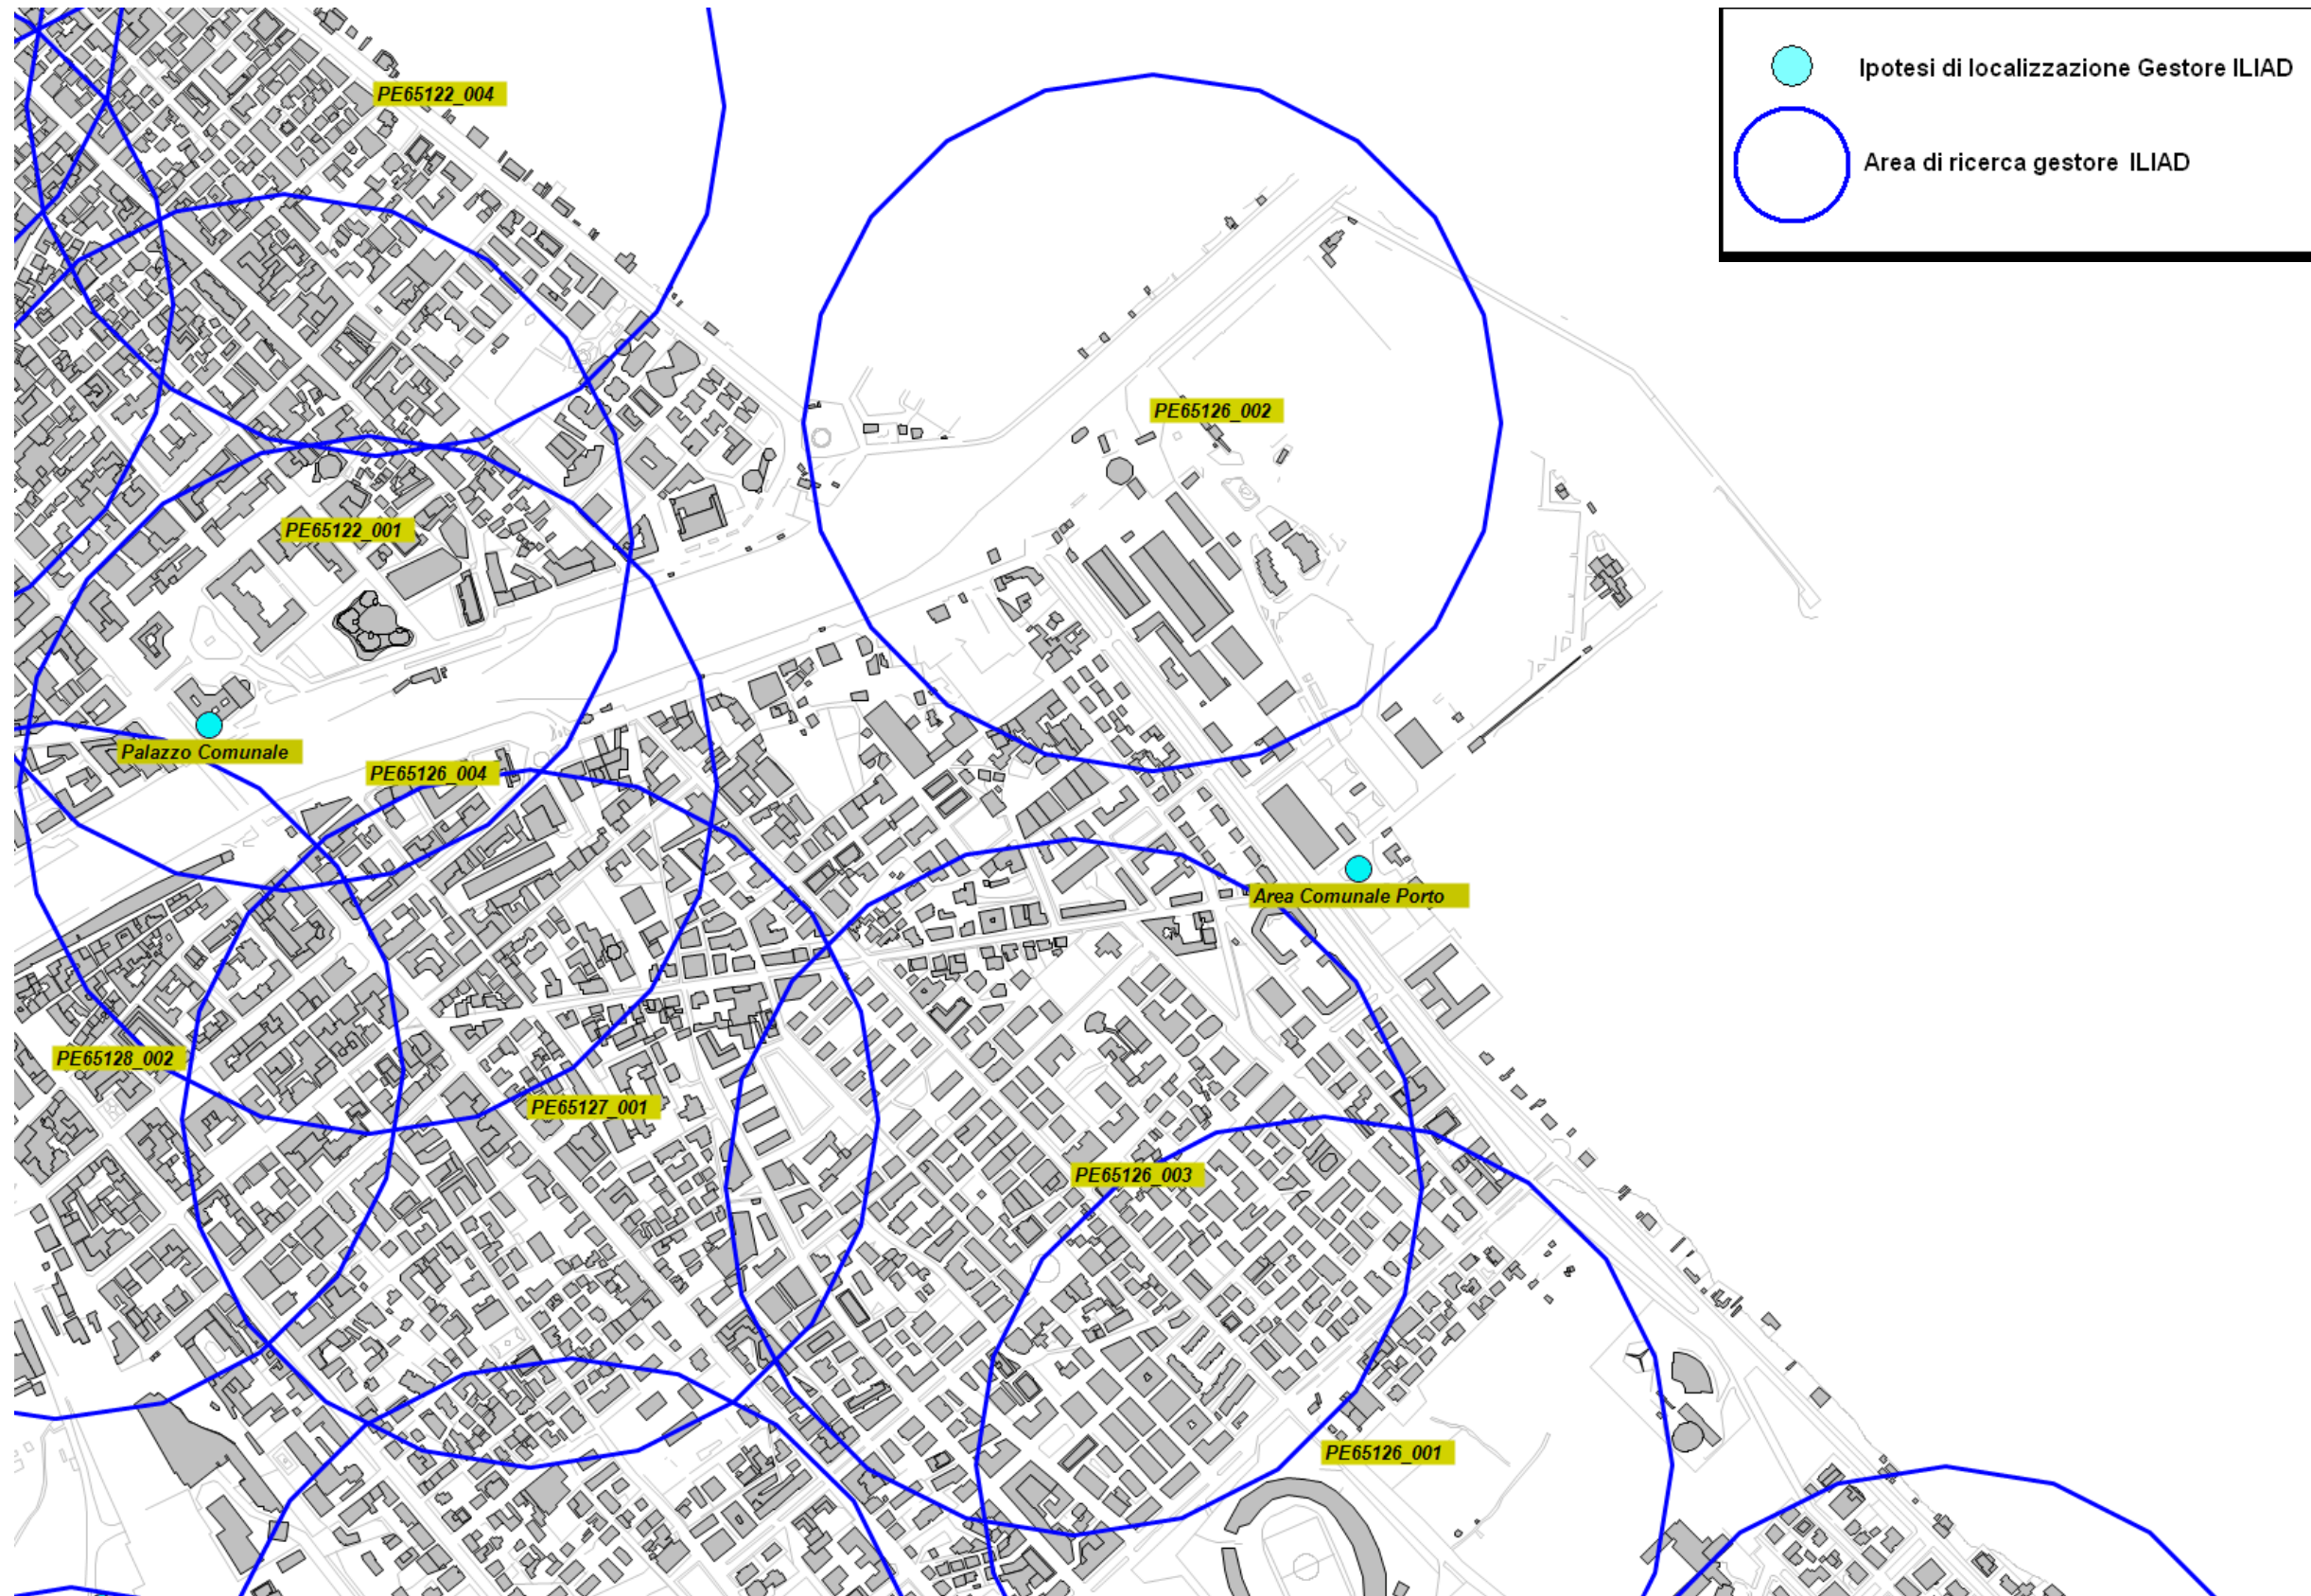 Ipotesi di localizzazione Gestore ILIAD
Area di ricerca gestore ILIAD
PE65122_004
PE65126_002
PE65122_001
Palazzo Comunale
PE65126_004
Area Comunale Porto
PE65128_002
PE65127_001
PE65126_003
PE65126_001